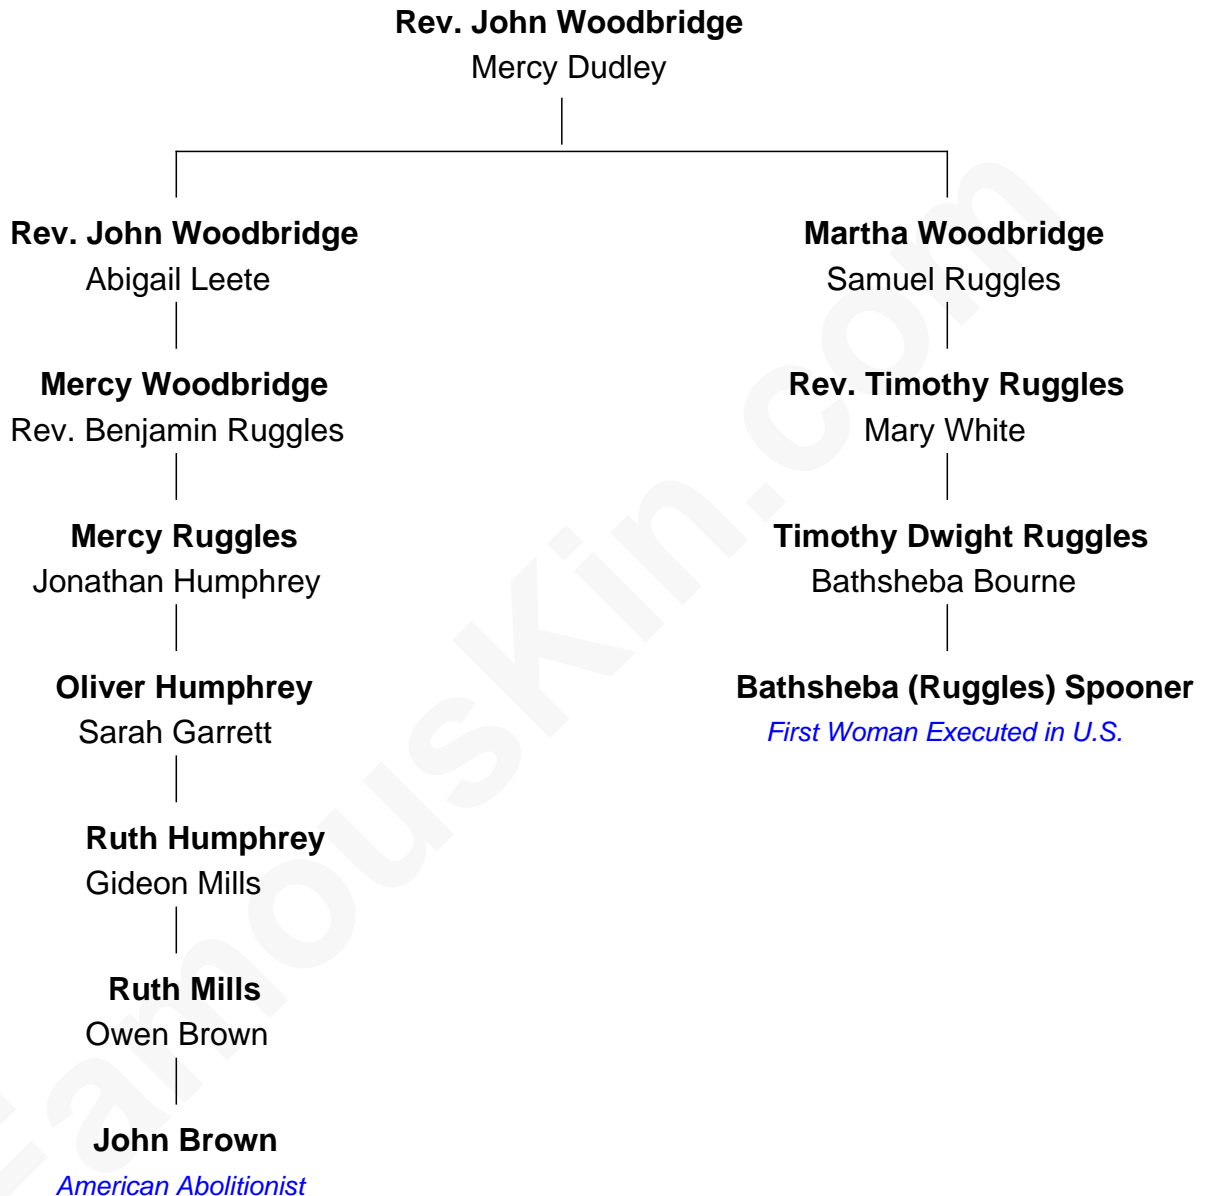 Rev. John Woodbridge
Mercy Dudley
Rev. John Woodbridge
Abigail Leete
Martha Woodbridge
Samuel Ruggles
Mercy Woodbridge
Rev. Benjamin Ruggles
Rev. Timothy Ruggles
Mary White
Mercy Ruggles
Jonathan Humphrey
Timothy Dwight Ruggles
Bathsheba Bourne
Oliver Humphrey
Sarah Garrett
Bathsheba (Ruggles) Spooner
First Woman Executed in U.S.
Ruth Humphrey
Gideon Mills
Ruth Mills
Owen Brown
John Brown
American Abolitionist
FamousKin.com